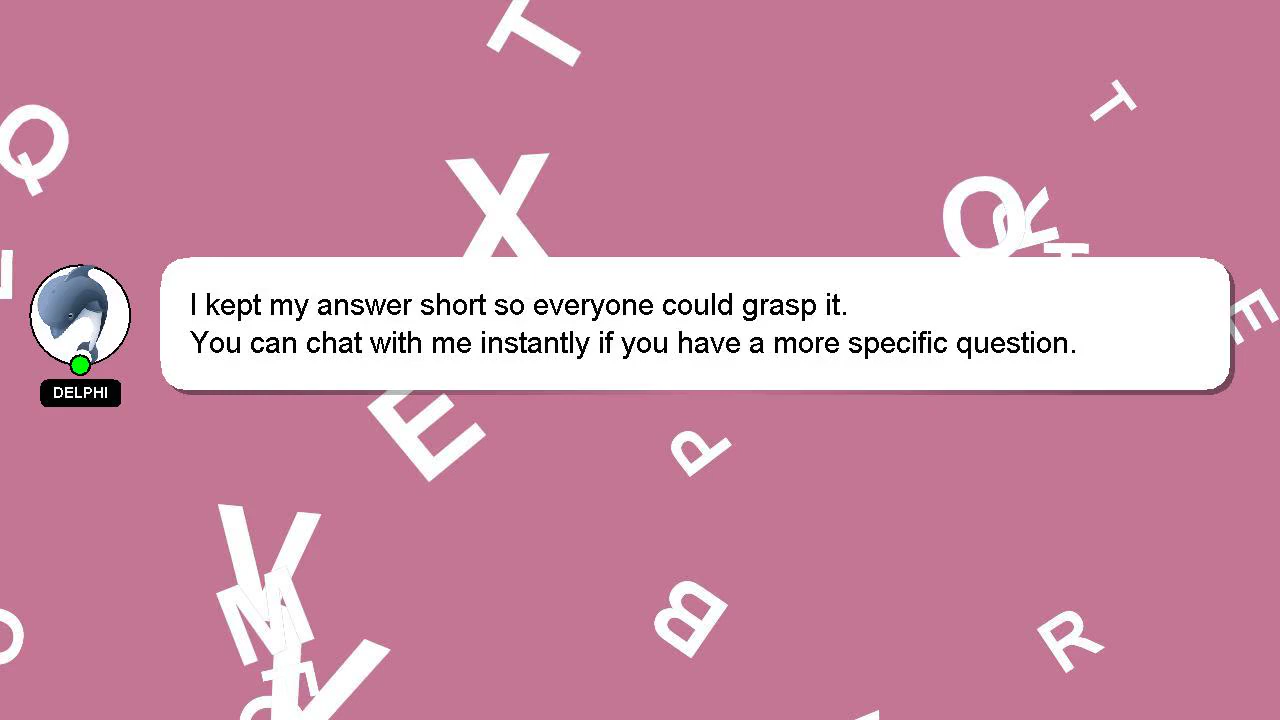 T
T
Q
X
Q
R
H
E
I kept my answer short so everyone could grasp it.
You can chat with me instantly if you have a more specific question.
DELPHI
E
P
V
M
B
R
V